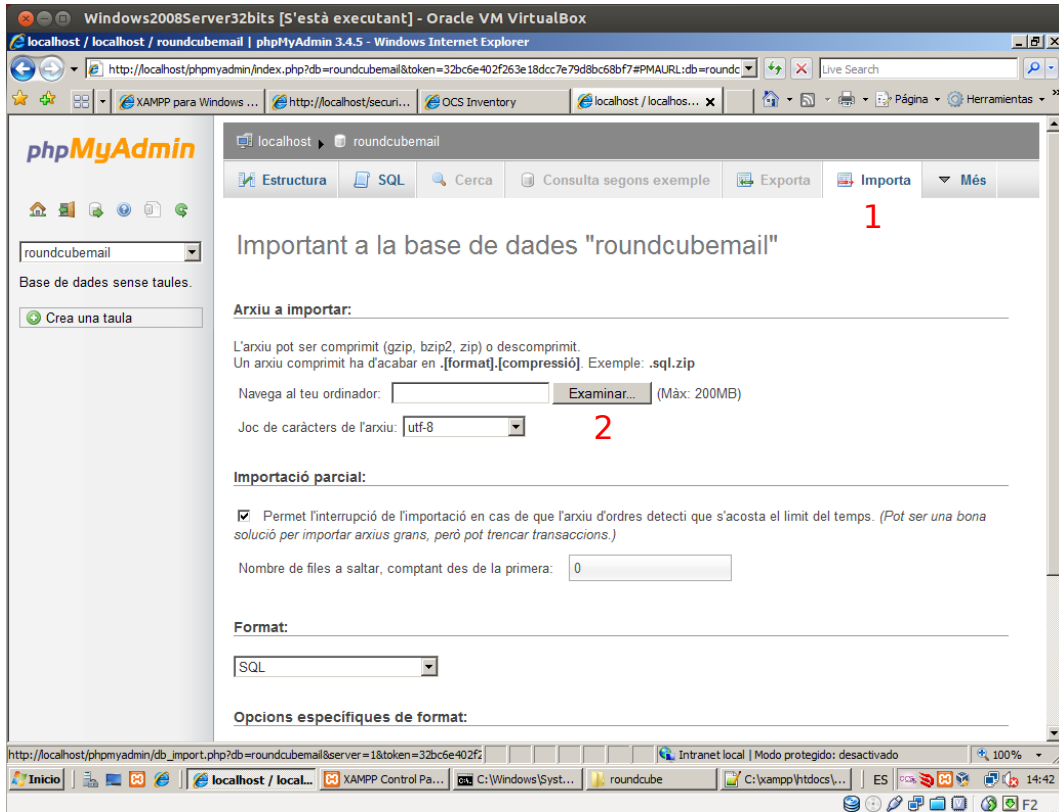 Windows2008Server32bits [S'està executant] - Oracle VM VirtualBox
localhost / localhost / roundcubemail | phpMyAdmin 3.4.5 - Windows Internet Explorer
http://localhost/phpmyadmin/index.php?db=roundcubemail&token=32bc6e402f263e18dcc7e79d8bc68bf7#PMAURL:db=roundc
Live Search
XAMPP para Windows ...
http://localhost/securi...
OCS Inventory
localhost / localhos... x
Página
Herramientas
phpMyAdmin
localhost
roundcubemail
Estructura
SQL
Cerca
Consulta segons exemple
Exporta
Importa
Més
1
roundcubemail
Base de dades sense taules.
Crea una taula
Important a la base de dades "roundcubemail"
Arxiu a importar:
L'arxiu pot ser comprimit (gzip, bzip2, zip) o descomprimit.
Un arxiu comprimit ha d'acabar en .[format].[compressió]. Exemple: .sql.zip
Navega al teu ordinador: Examinar... (Màx: 200MB)
Joc de caràcters de l'arxiu: utf-8
2
Importació parcial:
Permet l'interrupció de l'importació en cas de que l'arxiu d'ordres detecti que s'acosta el limit del temps. (Pot ser una bona
solució per importar arxius grans, però pot trencar transaccions.)
Nombre de files a saltar, comptant des de la primera: 0
Format:
SQL
Opcions específiques de format:
http://localhost/phpmyadmin/db_import.php?db=roundcubemail&server=1&token=32bc6e402f2
Intranet local | Modo protegido: desactivado
100%
Inicio
localhost / local...
XAMPP Control Pa...
C:\Windows\Syst...
roundcube
C:\xampp\htdocs\...
ES
14:42
F2